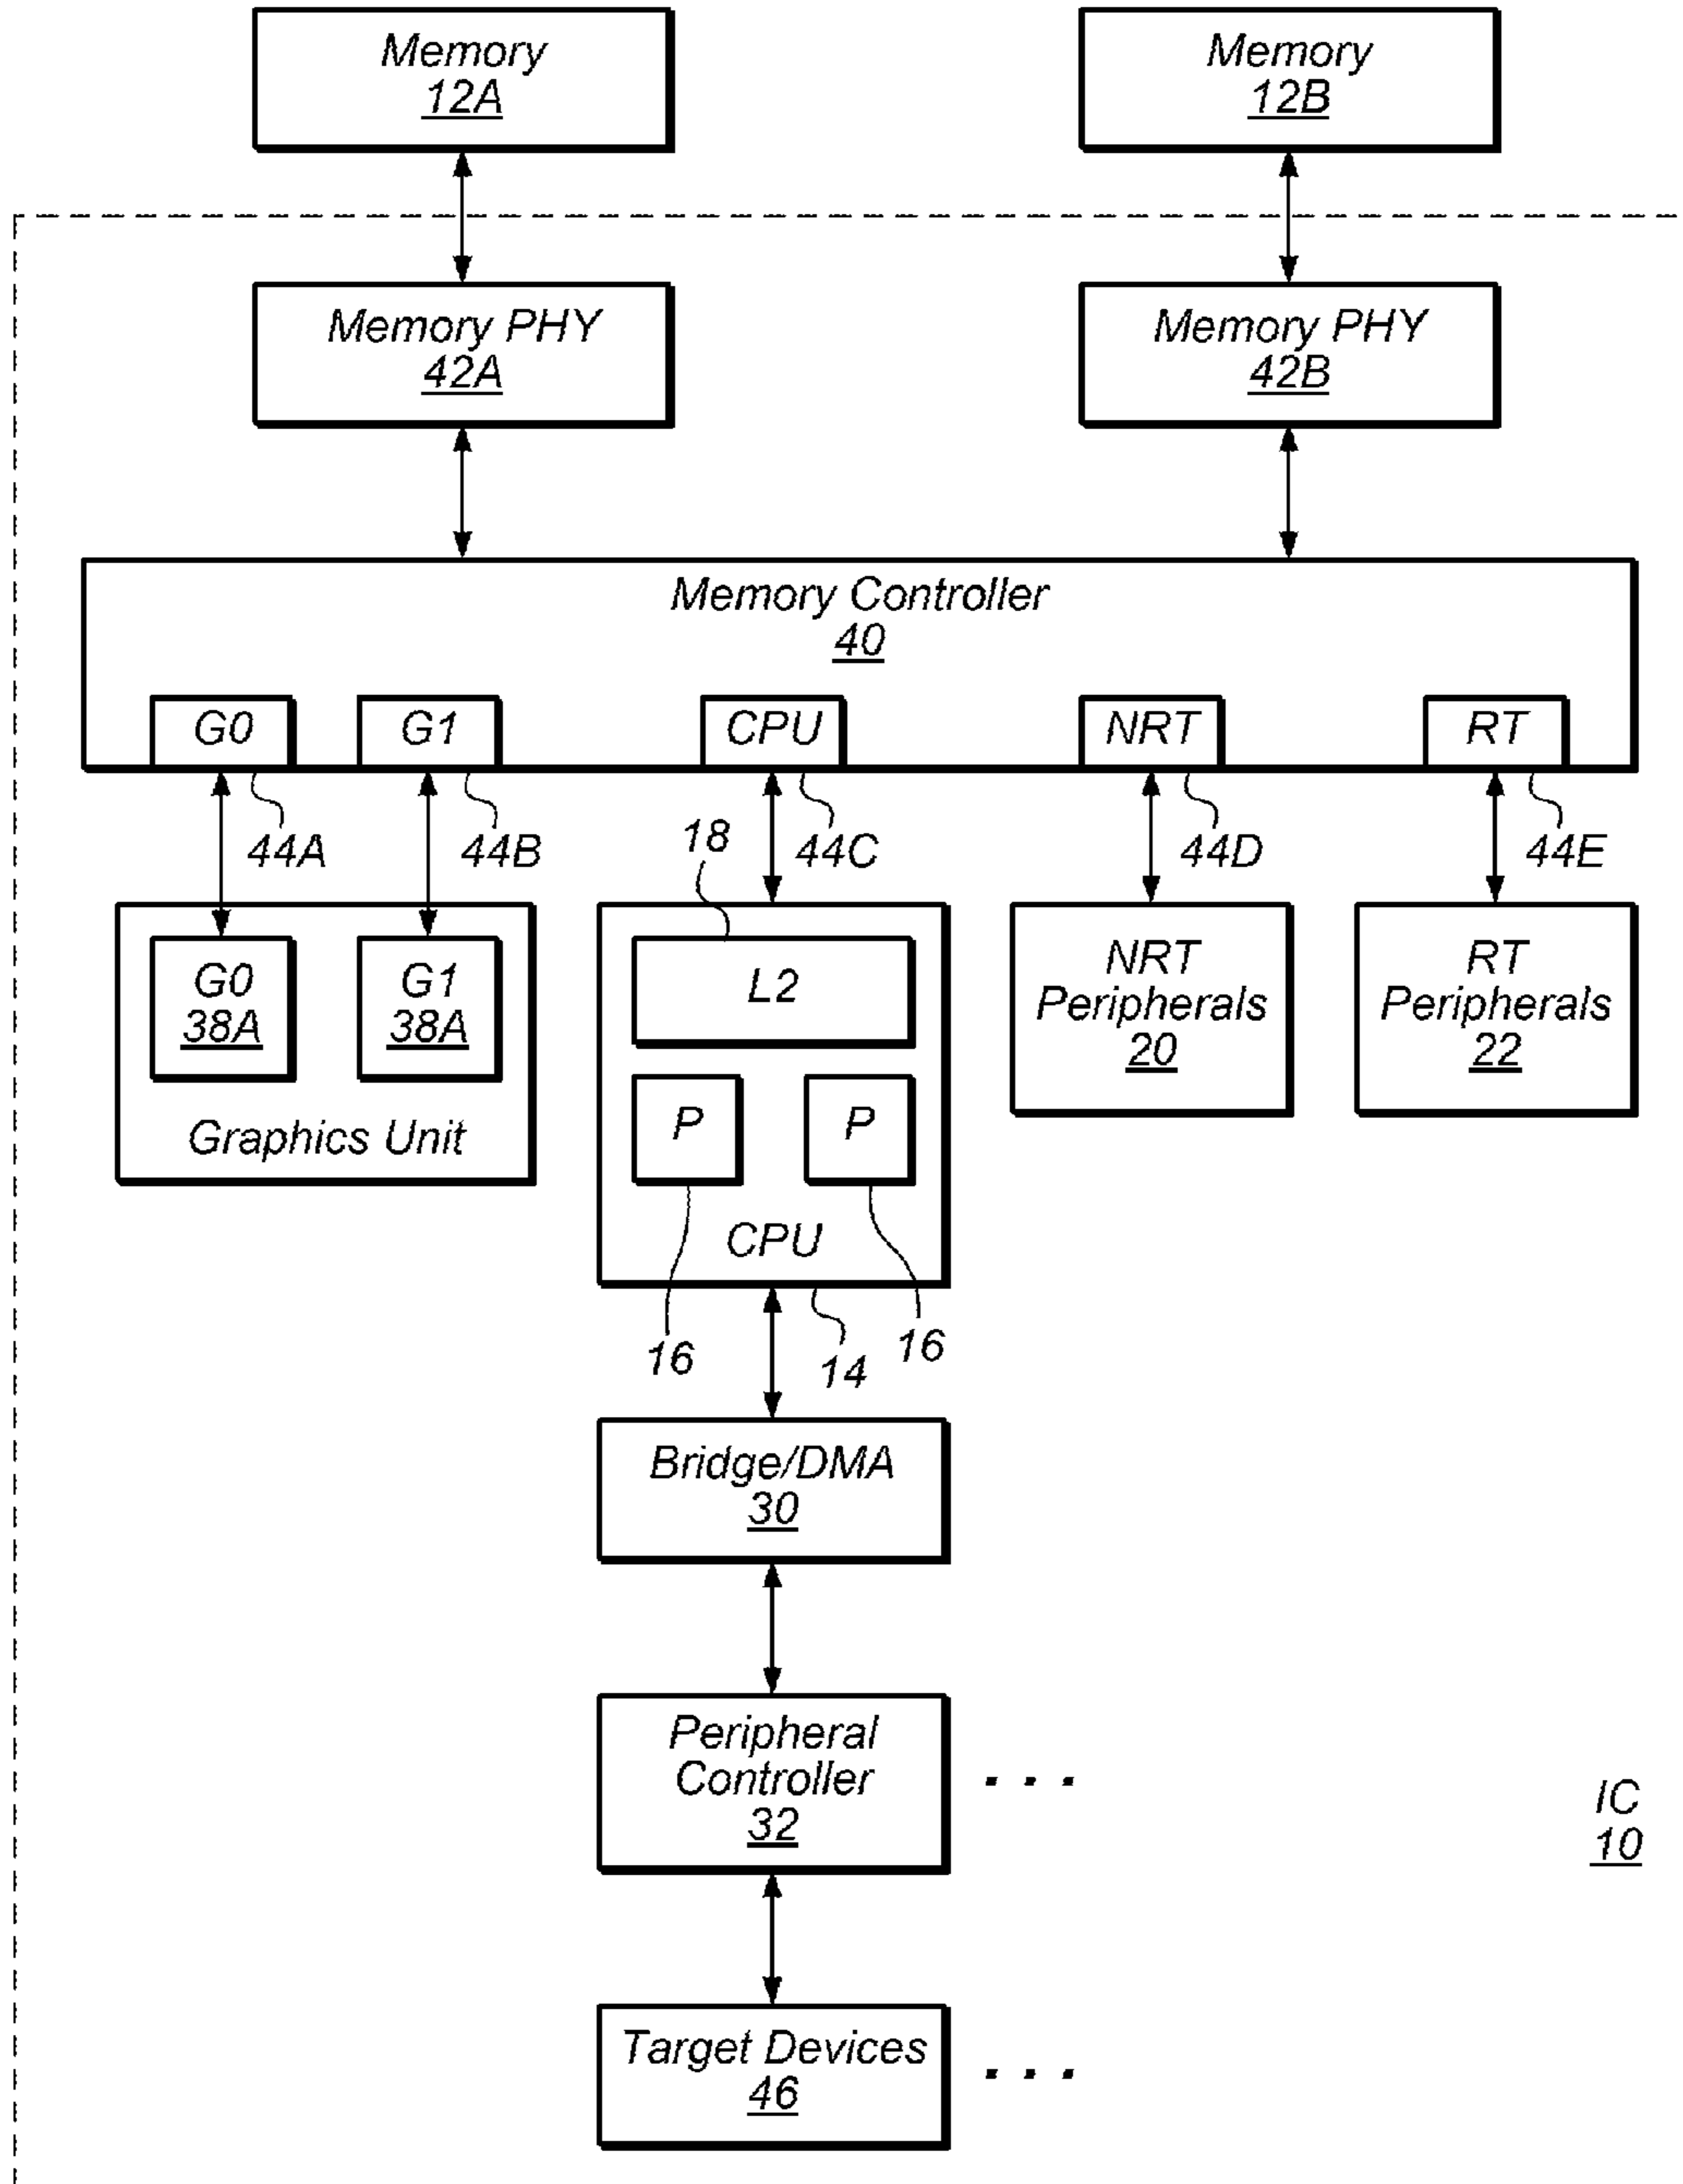 Memory
12A
Memory
12B
Memory PHY
42A
Memory PHY
42B
Memory Controller
40
G0
G1
CPU
NRT
RT
44A
44B
18
44C
44D
44E
G0
38A
G1
38A
Graphics Unit
L2
P
P
CPU
NRT
Peripherals
20
RT
Peripherals
22
16
14
16
Bridge/DMA
30
Peripheral
Controller
32
. . .
IC
10
Target Devices
46
. . .